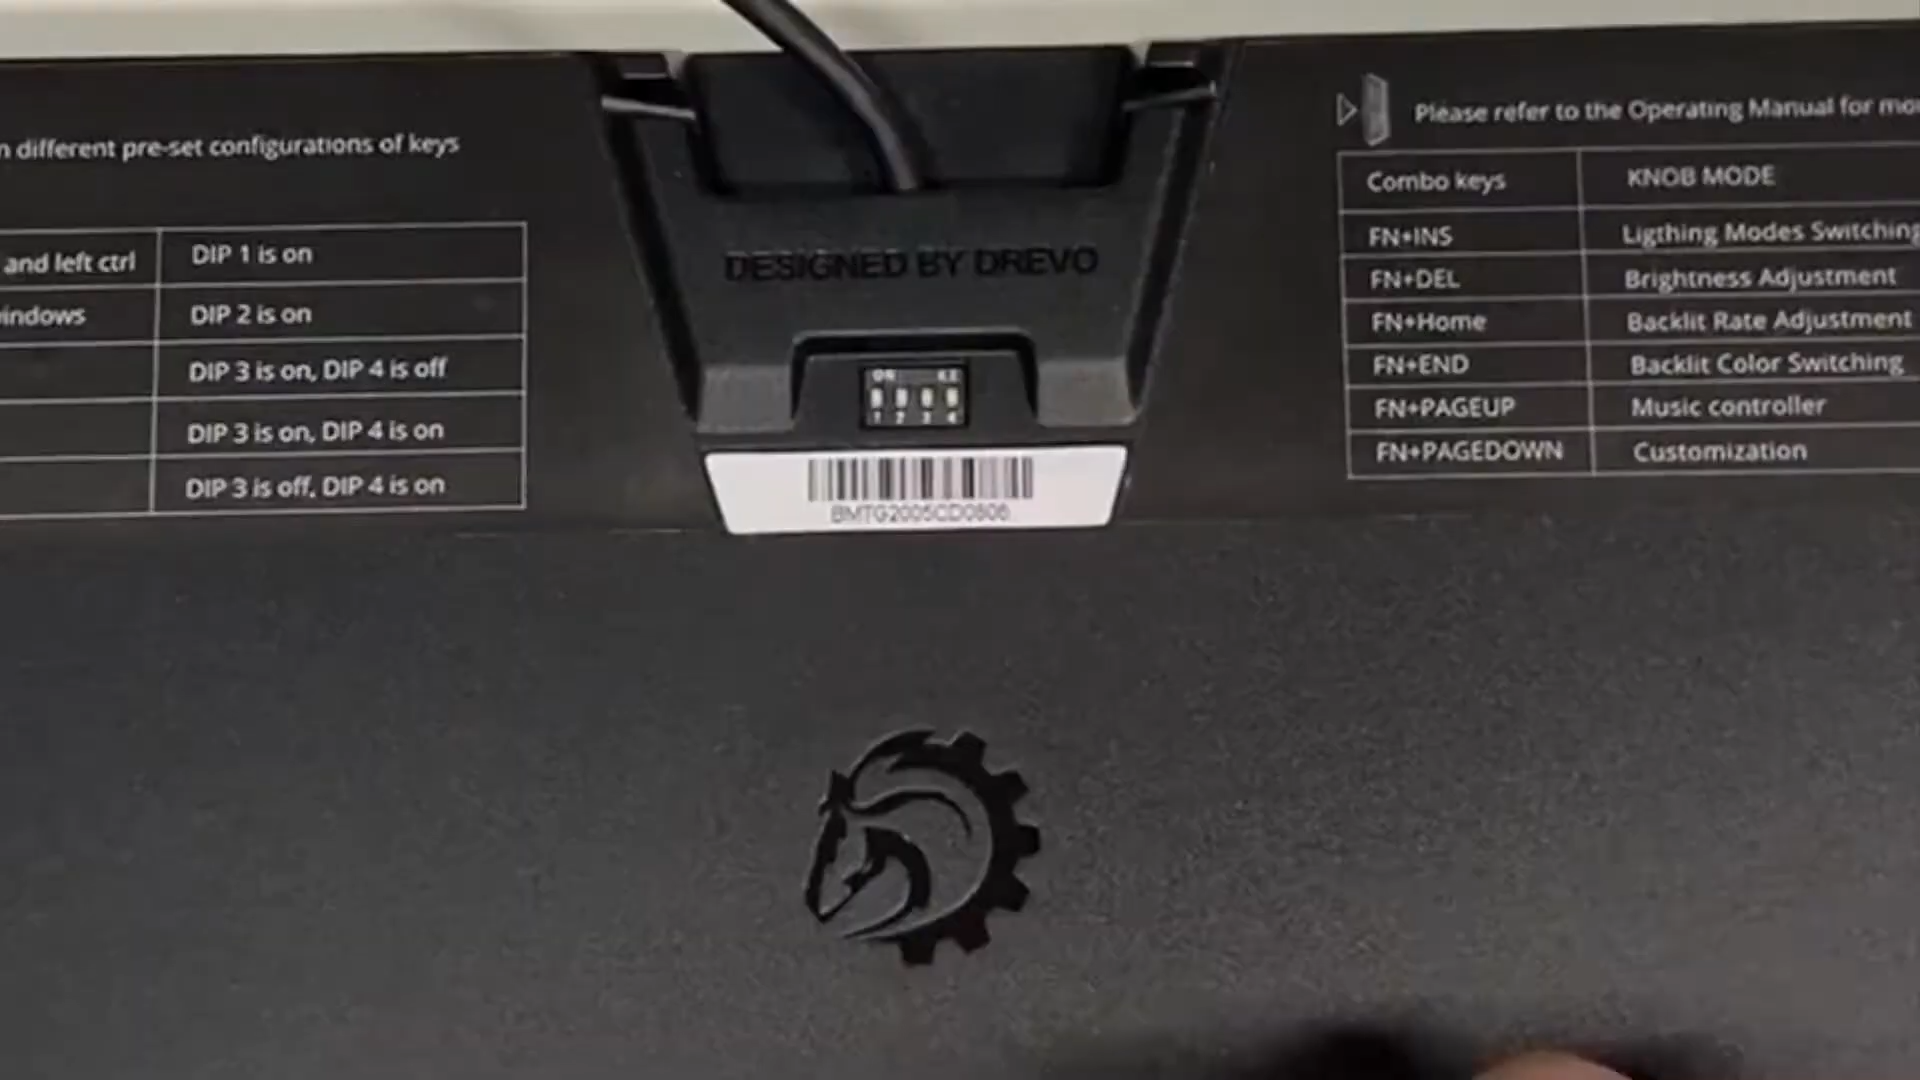 n different pre-set configurations of keys
and left ctrl DIP 1 is on
indows DIP 2 is on
DIP 3 is on, DIP 4 is off
DIP 3 is on, DIP 4 is on
DIP 3 is off, DIP 4 is on
DESIGNED BY DREVO
ON KE
1 2 3 4
BMTG2005CD0806
Please refer to the Operating Manual for mo
Combo keys KNOB MODE
FN+INS Ligthing Modes Switching
FN+DEL Brightness Adjustment
FN+Home Backlit Rate Adjustment
FN+END Backlit Color Switching
FN+PAGEUP Music controller
FN+PAGEDOWN Customization